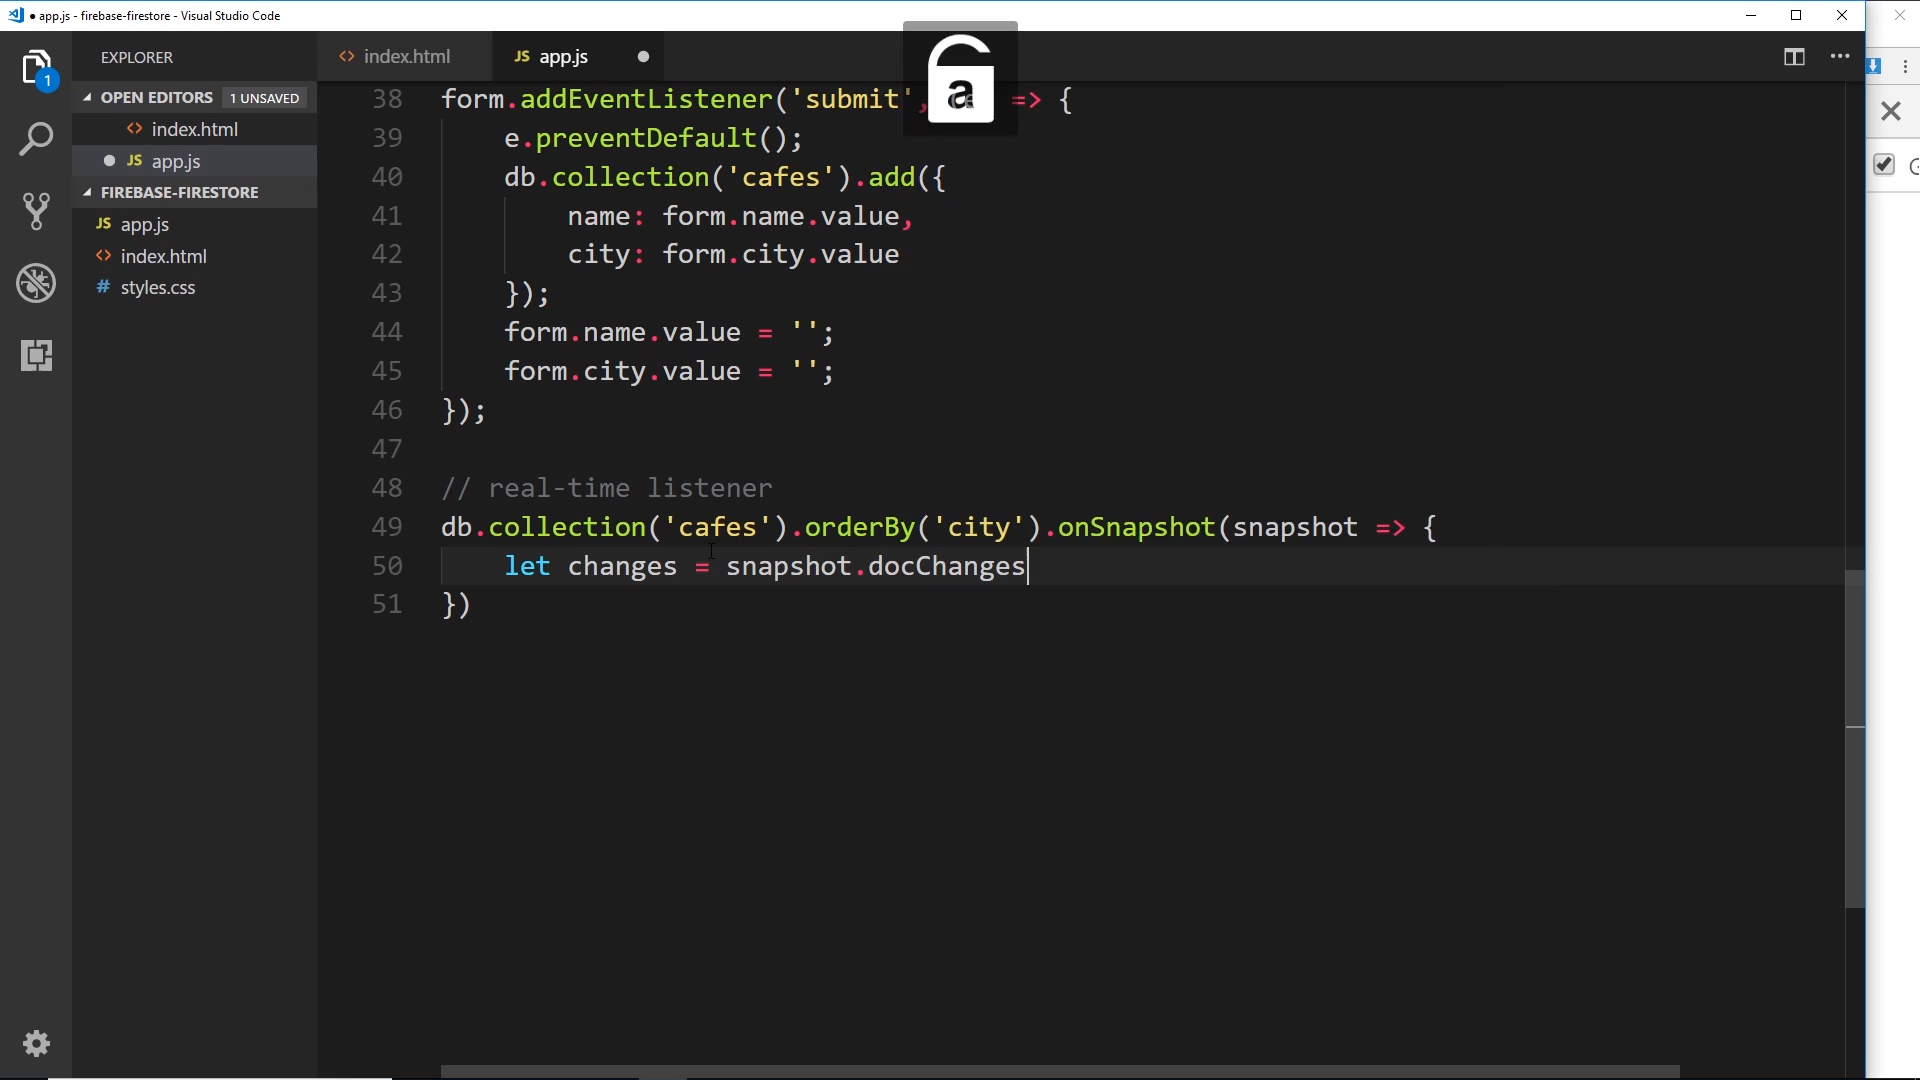 ● app.js - firebase-firestore - Visual Studio Code
EXPLORER
OPEN EDITORS 1 UNSAVED
index.html
JS app.js
FIREBASE-FIRESTORE
JS app.js
index.html
# styles.css
1
index.html
JS app.js
a
38 form.addEventListener('submit', => {
39 e.preventDefault();
40 db.collection('cafes').add({
41 name: form.name.value,
42 city: form.city.value
43 });
44 form.name.value = '';
45 form.city.value = '';
46 });
47
48 // real-time listener
49 db.collection('cafes').orderBy('city').onSnapshot(snapshot => {
50 let changes = snapshot.docChanges
51 })